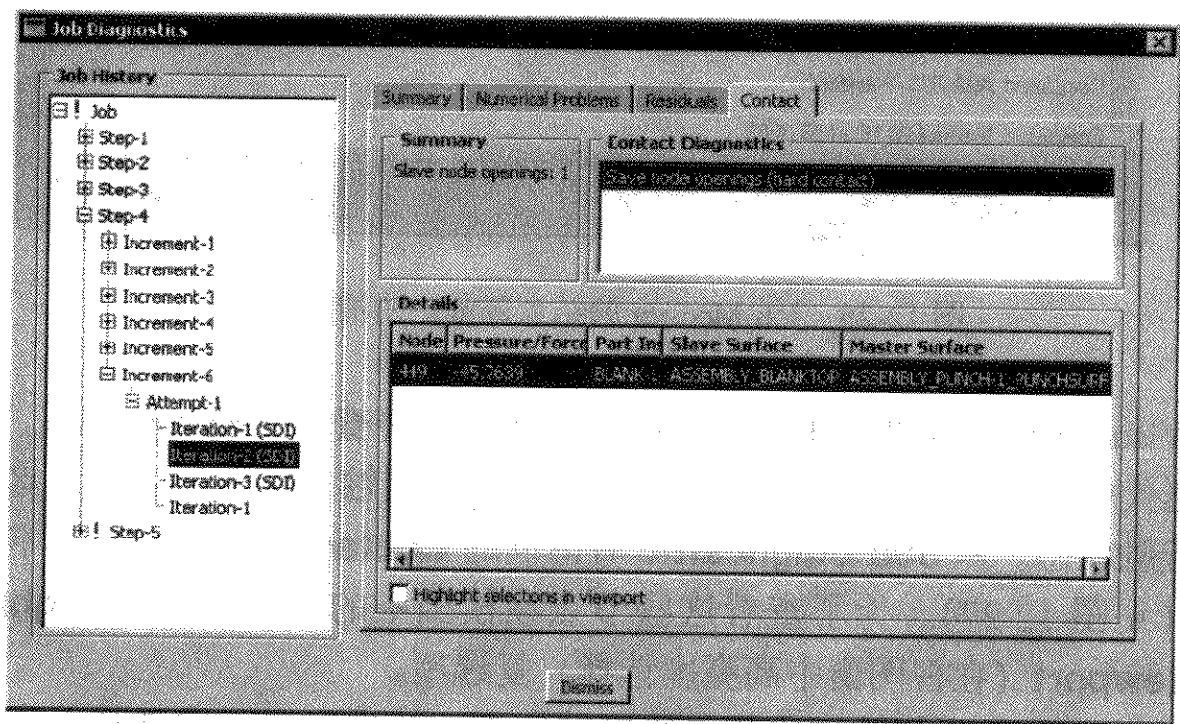 Job Diagnostics
Job History
! Job
Step-1
Step-2
Step-3
Step-4
Increment-1
Increment-2
Increment-3
Increment-4
Increment-5
Increment-6
Attempt-1
Iteration-1 (SDI)
Iteration-2 (SDI)
Iteration-3 (SDI)
Iteration-1
! Step-5
Summary Numerical Problems Residuals Contact
Summary
Slave node openings: 1
Contact Diagnostics
Slave node openings (hard contact)
Details
Node Pressure/Force Part Ins Slave Surface Master Surface
449 BLANK- ASSEMBLY_BLANKTOP ASSEMBLY_PUNCH-1_PUNCHSURF
Highlight selections in viewport
Dismiss